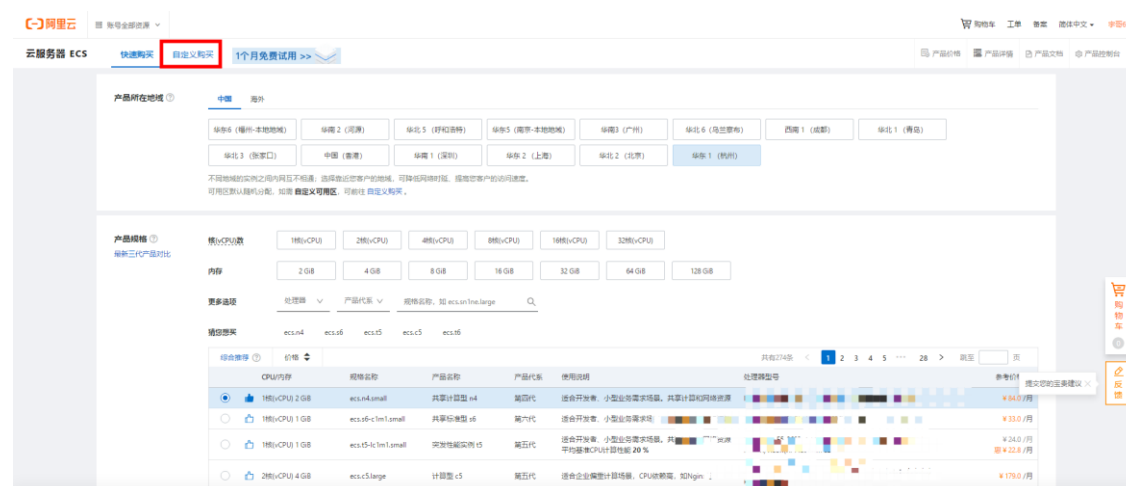 阿里云 账号全部资源 购物车 工单 备案 简体中文
云服务器 ECS 快速购买 自定义购买 1个月免费试用 >> 产品价格 产品详情 产品文档 产品控制台
产品所在地域 中国 海外
华东6 (福州-本地地域) 华南 2 (河源) 华北 5 (呼和浩特) 华东5 (南京-本地地域) 华南3 (广州) 华北 6 (乌兰察布) 西南 1 (成都) 华北 1 (青岛)
华北 3 (张家口) 中国 (香港) 华南 1 (深圳) 华东 2 (上海) 华北 2 (北京) 华东 1 (杭州)
不同地域的实例之间内网互不相通；选择靠近您客户的地域，可降低网络时延、提高您客户的访问速度。
可用区默认随机分配，如需 自定义可用区，可前往 自定义购买 。
产品规格 核(vCPU)数 1核(vCPU) 2核(vCPU) 4核(vCPU) 8核(vCPU) 16核(vCPU) 32核(vCPU)
最新三代产品对比
内存 2 GiB 4 GiB 8 GiB 16 GiB 32 GiB 64 GiB 128 GiB
更多选项 处理器 产品代系 规格名称，如 ecs.sn1ne.large
猜您想买 ecs.n4 ecs.s6 ecs.t5 ecs.c5 ecs.t6
综合推荐 价格 共有274条 < 1 2 3 4 5 ... 28 > 跳至 页
CPU/内存 规格名称 产品名称 产品代系 使用说明 处理器型号 参考价
1核(vCPU) 2 GiB ecs.n4.small 共享计算型 n4 第四代 适合开发者、小型业务需求场景。共享计算和网络资源 ¥84.0 /月
1核(vCPU) 1 GiB ecs.s6-c1m1.small 共享标准型 s6 第六代 适合开发者、小型业务需求场 ¥33.0 /月
1核(vCPU) 1 GiB ecs.t5-lc1m1.small 突发性能实例 t5 第五代 适合开发者、小型业务需求场景。共 资源 ¥24.0 /月
平均基准CPU计算性能 20 % ¥22.8 /月
2核(vCPU) 4 GiB ecs.c5.large 计算型 c5 第五代 适合企业偏重计算场景，CPU依赖高，如Ngin ¥179.0 /月
购物车
0
提交您的宝贵建议 ×
反馈